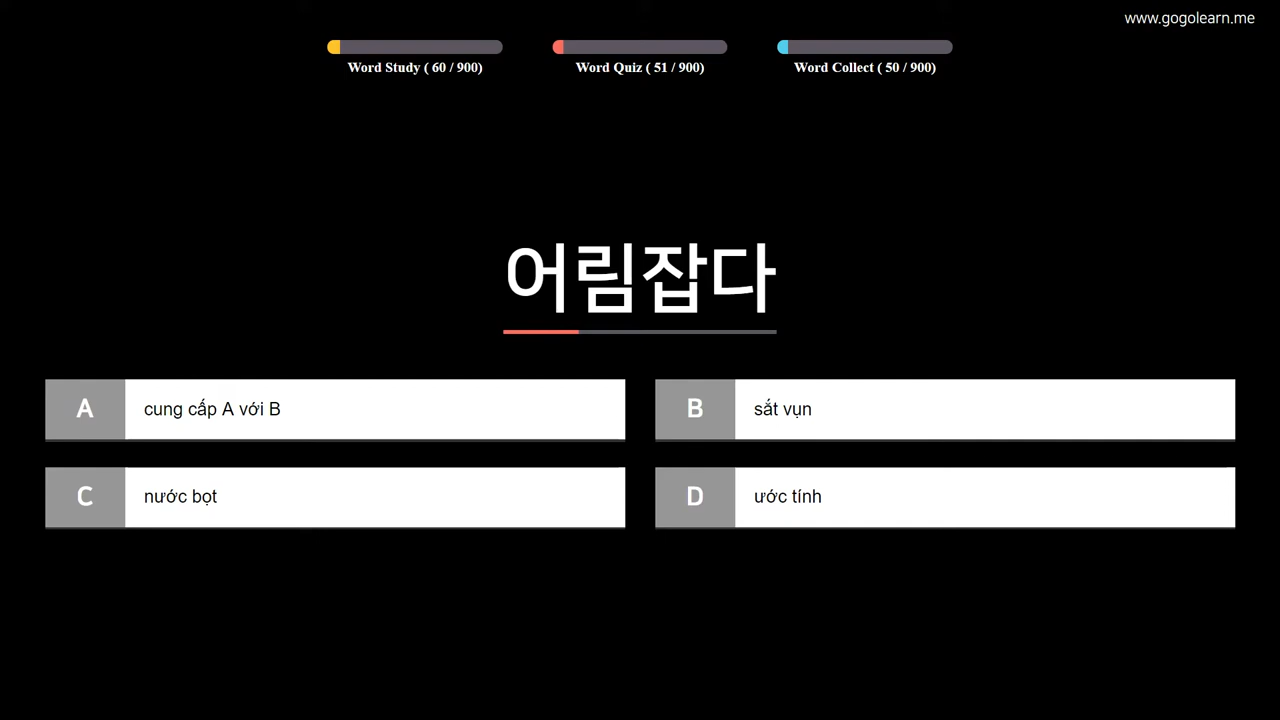 www.gogolearn.me
Word Study ( 60 / 900)
Word Quiz ( 51 / 900)
Word Collect ( 50 / 900)
어림잡다
A cung cấp A với B
B sắt vụn
C nước bọt
D ước tính